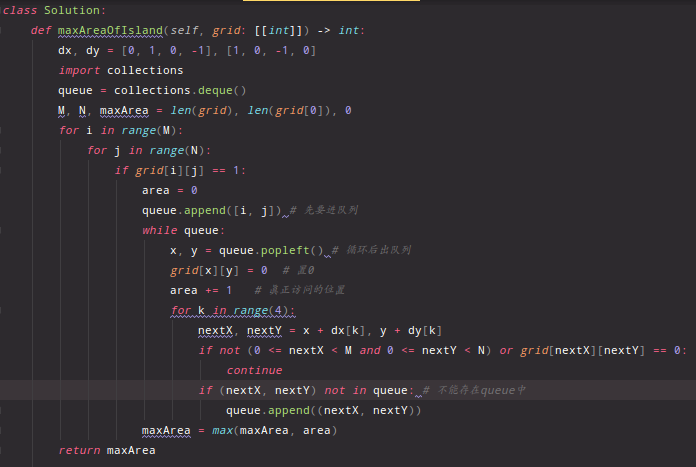 class Solution:
    def maxAreaOfIsland(self, grid: [[int]]) -> int:
        dx, dy = [0, 1, 0, -1], [1, 0, -1, 0]
        import collections
        queue = collections.deque()
        M, N, maxArea = len(grid), len(grid[0]), 0
        for i in range(M):
            for j in range(N):
                if grid[i][j] == 1:
                    area = 0
                    queue.append([i, j]) # 先要进队列
                    while queue:
                        x, y = queue.popleft() # 循环后出队列
                        grid[x][y] = 0  # 置0
                        area += 1   # 真正访问的位置
                        for k in range(4):
                            nextX, nextY = x + dx[k], y + dy[k]
                            if not (0 <= nextX < M and 0 <= nextY < N) or grid[nextX][nextY] == 0:
                                continue
                            if (nextX, nextY) not in queue: # 不能存在queue中
                                queue.append((nextX, nextY))
                    maxArea = max(maxArea, area)
        return maxArea